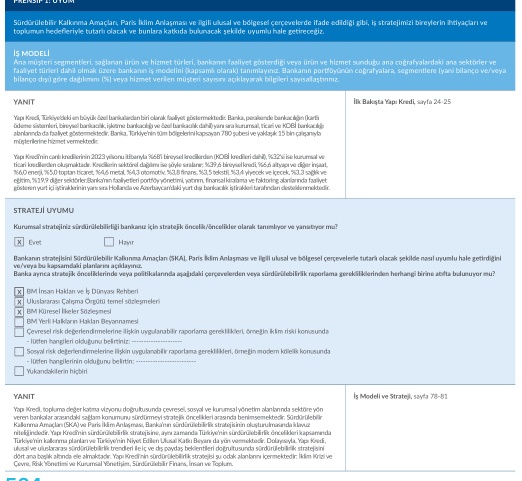 PRENSİP 1: UYUM
Sürdürülebilir Kalkınma Amaçları, Paris İklim Anlaşması ve ilgili ulusal ve bölgesel çerçevelerde ifade edildiği gibi, iş stratejimizi bireylerin ihtiyaçları ve
toplumun hedefleriyle tutarlı olacak ve bunlara katkıda bulunacak şekilde uyumlu hale getireceğiz.
İŞ MODELİ
Ana müşteri segmentleri, sağlanan ürün ve hizmet türleri, bankanın faaliyet gösterdiği veya ürün ve hizmet sunduğu ana coğrafyalardaki ana sektörler ve
faaliyet türleri dahil olmak üzere bankanın iş modelini (kapsamlı olarak) tanımlayınız. Bankanın portföyünün coğrafyalara, segmentlere (yani bilanço ve/veya
bilanço dışı) göre dağılımını (%) veya hizmet verilen müşteri sayısını açıklayarak bilgileri sayısallaştırınız.
YANIT
İlk Bakışta Yapı Kredi, sayfa 24-25
Yapı Kredi, Türkiye'deki en büyük özel bankalardan biri olarak faaliyet göstermektedir. Banka, perakende bankacılığın (kartlı
ödeme sistemleri, bireysel bankacılık, işletme bankacılığı ve özel bankacılık dahil) yanı sıra kurumsal, ticari ve KOBİ bankacılığı
alanlarında da faaliyet göstermektedir. Banka, Türkiye'nin tüm bölgelerini kapsayan 780 şubesi ve yaklaşık 15 bin çalışanıyla
müşterilerine hizmet vermektedir.
Yapı Kredi'nin canlı kredilerinin 2023 yılsonu itibarıyla %68'i bireysel kredilerden (KOBİ kredileri dahil), %32'si ise kurumsal ve
ticari kredilerden oluşmaktadır. Kredilerin sektörel dağılımı ise şöyle sıralanır: %39,6 bireysel kredi, %6,6 altyapı ve diğer inşaat,
%6,0 enerji, %5,0 toptan ticaret, %4,6 metal, %4,3 otomotiv, %3,8 finans, %3,5 tekstil, %3,4 yiyecek ve içecek, %3,3 sağlık ve
eğitim, %19,9 diğer sektörler.Banka'nın faaliyetleri portföy yönetimi, yatırım, finansal kiralama ve faktoring alanlarında faaliyet
gösteren yurt içi iştiraklerinin yanı sıra Hollanda ve Azerbaycan'daki yurt dışı bankacılık iştirakleri tarafından desteklenmektedir.
STRATEJİ UYUMU
Kurumsal stratejiniz sürdürülebilirliği bankanız için stratejik öncelik/öncelikler olarak tanımlıyor ve yansıtıyor mu?
X Evet Hayır
Bankanın stratejisini Sürdürülebilir Kalkınma Amaçları (SKA), Paris İklim Anlaşması ve ilgili ulusal ve bölgesel çerçevelerle tutarlı olacak şekilde nasıl uyumlu hale getirdiğini
ve/veya bu kapsamdaki planlarını açıklayınız.
Banka ayrıca stratejik önceliklerinde veya politikalarında aşağıdaki çerçevelerden veya sürdürülebilirlik raporlama gerekliliklerinden herhangi birine atıfta bulunuyor mu?
X BM İnsan Hakları ve İş Dünyası Rehberi
X Uluslararası Çalışma Örgütü temel sözleşmeleri
X BM Küresel İlkeler Sözleşmesi
BM Yerli Halkların Hakları Beyannamesi
Çevresel risk değerlendirmelerine ilişkin uygulanabilir raporlama gereklilikleri, örneğin iklim riski konusunda
- lütfen hangileri olduğunu belirtiniz: --------------------
Sosyal risk değerlendirmelerine ilişkin uygulanabilir raporlama gereklilikleri, örneğin modern kölelik konusunda
- lütfen hangilerinin olduğunu belirtin: --------------------
Yukarıdakilerin hiçbiri
YANIT
İş Modeli ve Strateji, sayfa 78-81
Yapı Kredi, topluma değer katma vizyonu doğrultusunda çevresel, sosyal ve kurumsal yönetim alanlarında sektöre yön
veren bankalar arasındaki sağlam konumunu sürdürmeyi stratejik öncelikleri arasında benimsemektedir. Sürdürülebilir
Kalkınma Amaçları (SKA) ve Paris İklim Anlaşması, Banka'nın sürdürülebilirlik stratejisinin oluşturulmasında kılavuz
niteliğindedir. Yapı Kredi'nin sürdürülebilirlik stratejisine, aynı zamanda Türkiye'nin sürdürülebilirlik öncelikleri kapsamında
Türkiye'nin kalkınma planları ve Türkiye'nin Niyet Edilen Ulusal Katkı Beyanı da yön vermektedir. Dolayısıyla, Yapı Kredi,
ulusal ve uluslararası sürdürülebilirlik trendleri ile iç ve dış paydaş beklentileri doğrultusunda sürdürülebilirlik stratejisini
dört ana başlık altında ele almaktadır. Yapı Kredi'nin sürdürülebilirlik stratejisi şu odak alanlarını içermektedir: İklim Krizi ve
Çevre, Risk Yönetimi ve Kurumsal Yönetişim, Sürdürülebilir Finans, İnsan ve Toplum.